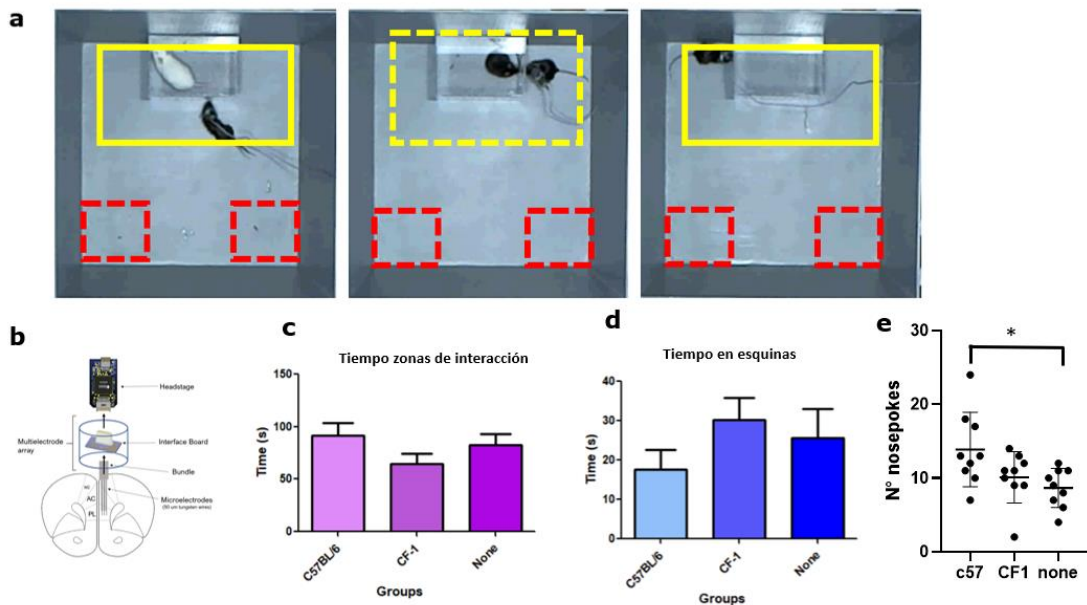 a
b
Headstage
Multielectrode
array
Interface Board
Bundle
Microelectrodes
(50 um tungsten wires)
AC
PL
c
Tiempo zonas de interacción
Time (s)
150
100
50
0
C57BL/6
CF-1
None
Groups
d
Tiempo en esquinas
Time (s)
40
30
20
10
0
C57BL/6
CF-1
None
Groups
e
N° nosepokes
30
20
10
0
*
c57 CF1 none